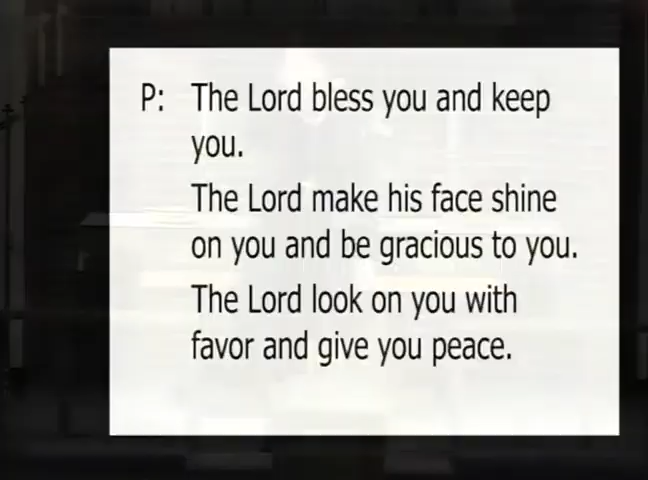 P: The Lord bless you and keep
you.
The Lord make his face shine
on you and be gracious to you.
The Lord look on you with
favor and give you peace.